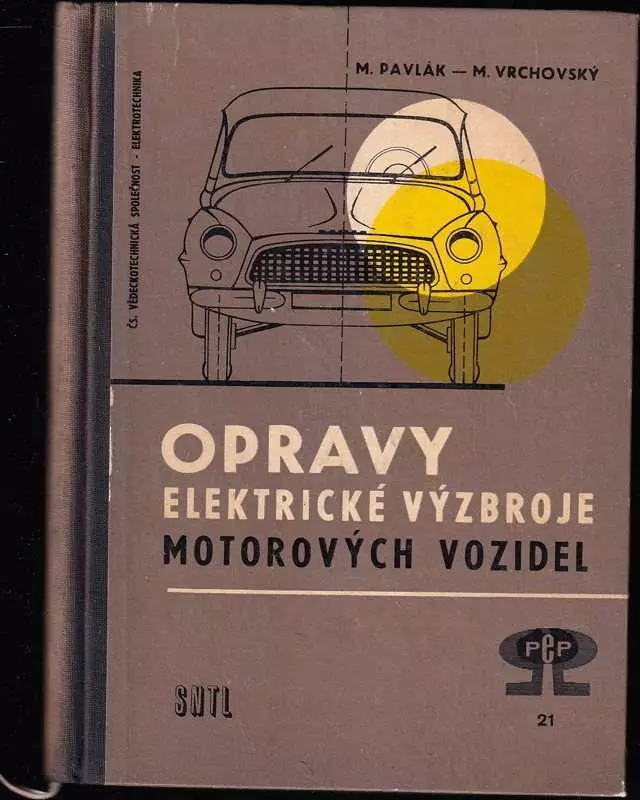 M. PAVLÁK — M. VRCHOVSKÝ
ČS. VĚDECKOTECHNICKÁ SPOLEČNOST - ELEKTROTECHNIKA
OPRAVY
ELEKTRICKÉ VÝZBROJE
MOTOROVÝCH VOZIDEL
PeP
SNTL
21